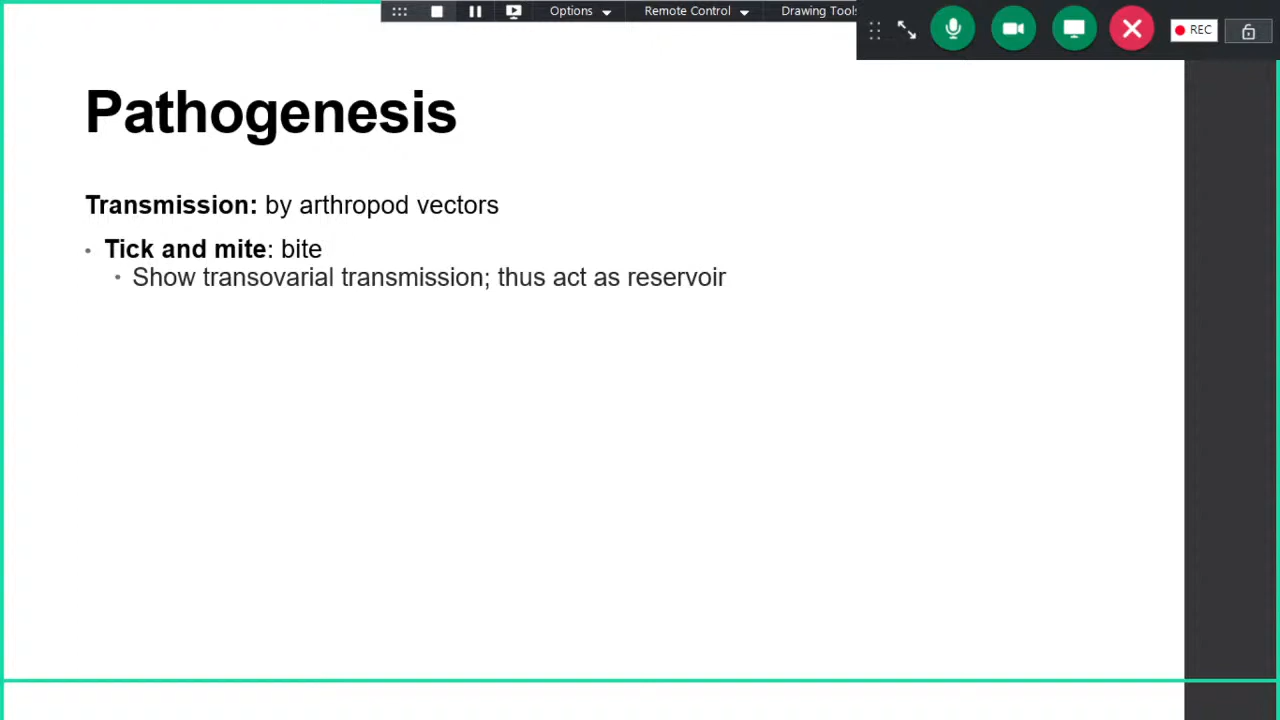 Options
Remote Control
Drawing Tools
REC
Pathogenesis
Transmission: by arthropod vectors
• Tick and mite: bite
• Show transovarial transmission; thus act as reservoir